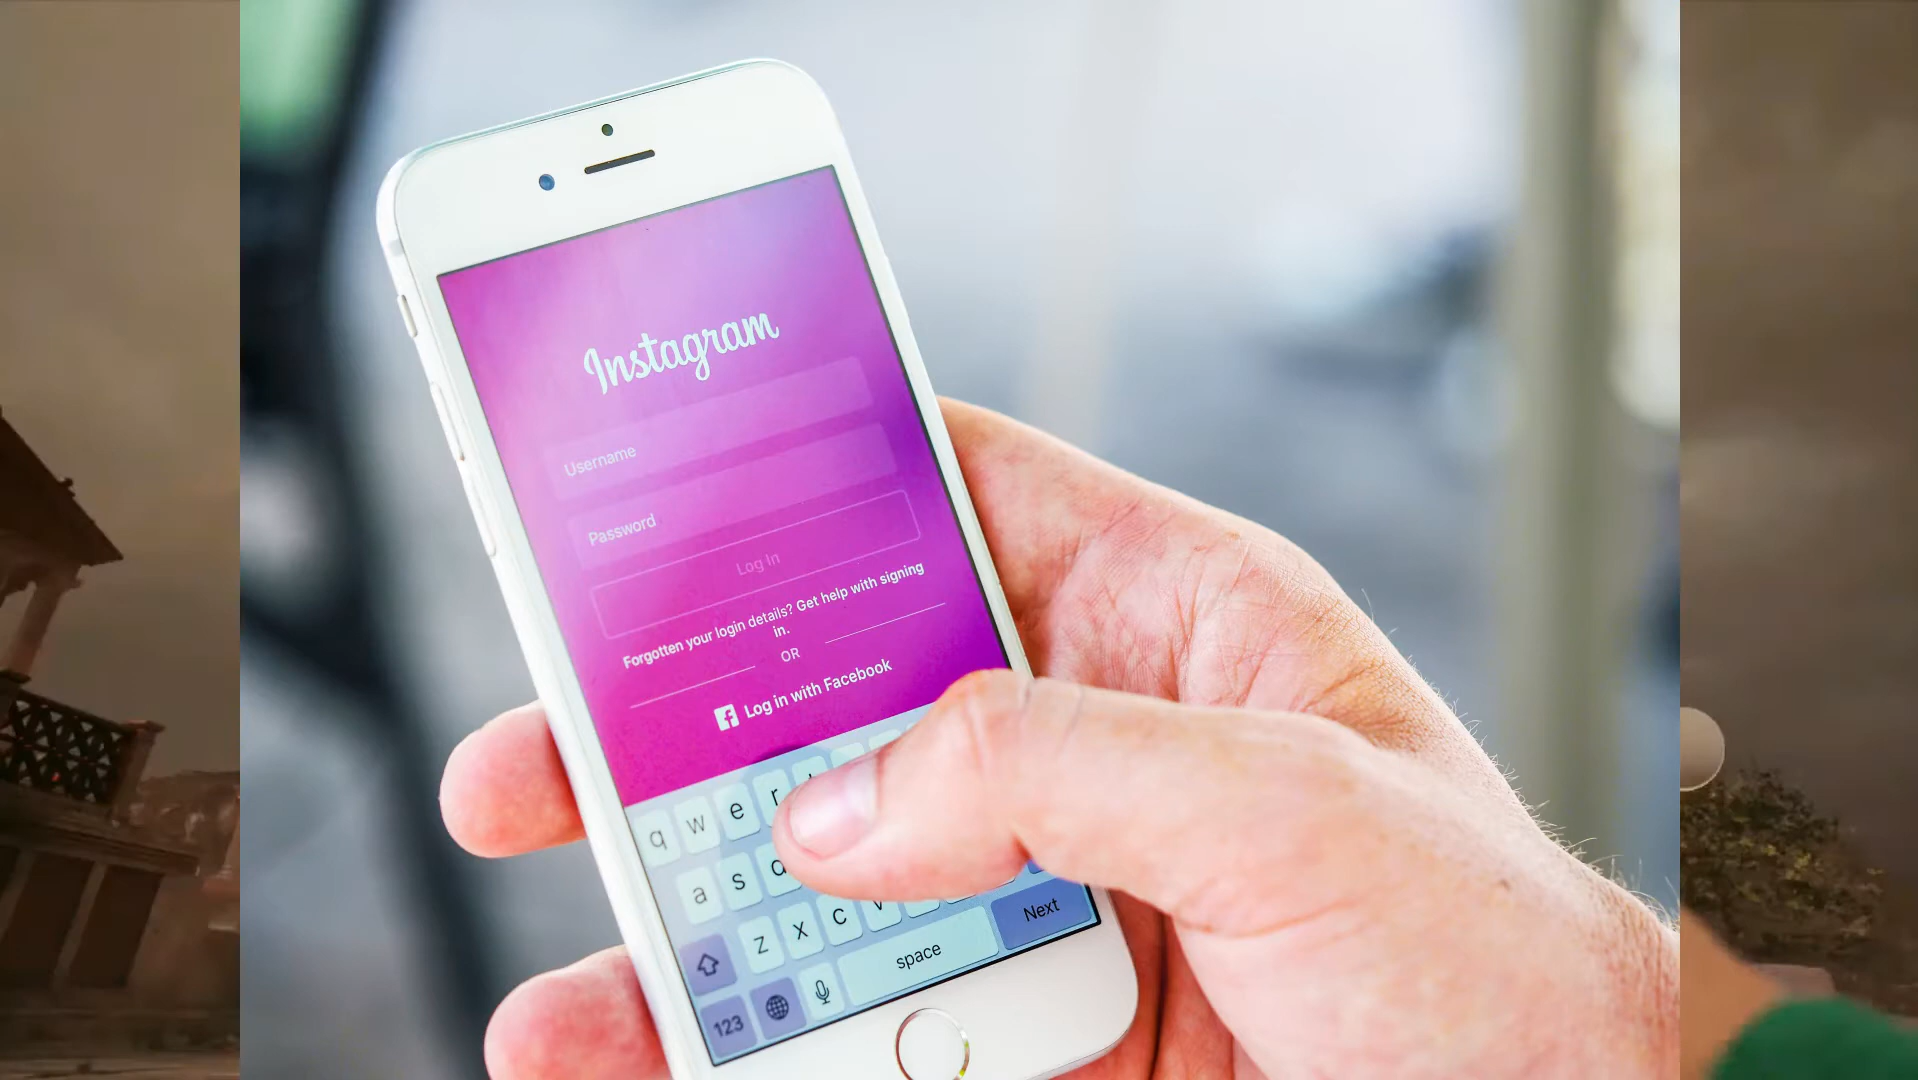 Instagram
Username
Password
Log In
Forgotten your login details? Get help with signing
in.
OR
Log in with Facebook
q w e r
a s d
z x c v
123 space Next